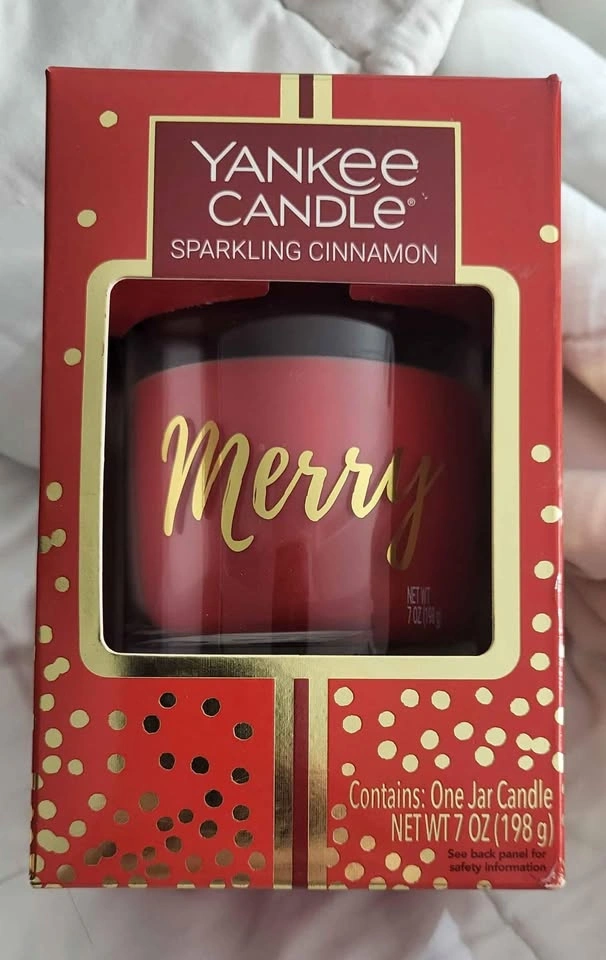 YANKEE
CANDLE®
SPARKLING CINNAMON
Merry
NET WT
7 OZ (198 g)
Contains: One Jar Candle
NET WT 7 OZ (198 g)
See back panel for
safety information